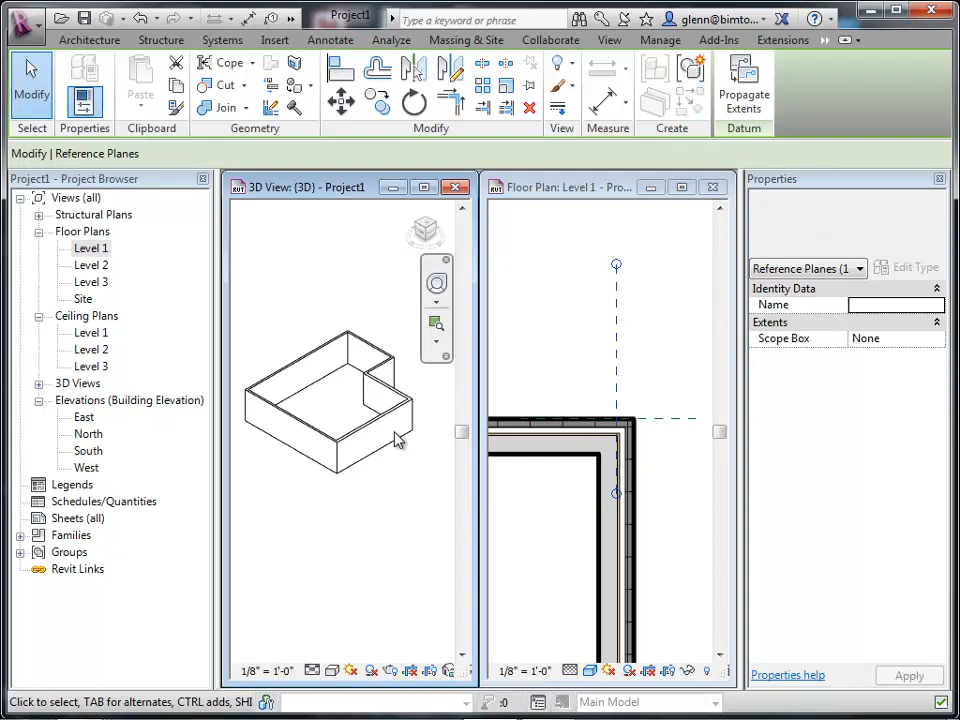 Project1
Type a keyword or phrase
glenn@bimto...
Architecture Structure Systems Insert Annotate Analyze Massing & Site Collaborate View Manage Add-Ins Extensions
Modify
Paste
Cope
Cut
Join
Propagate
Extents
Select Properties Clipboard Geometry Modify View Measure Create Datum
Modify | Reference Planes
Project1 - Project Browser
Views (all)
Structural Plans
Floor Plans
Level 1
Level 2
Level 3
Site
Ceiling Plans
Level 1
Level 2
Level 3
3D Views
Elevations (Building Elevation)
East
North
South
West
Legends
Schedules/Quantities
Sheets (all)
Families
Groups
Revit Links
3D View: {3D} - Project1
1/8" = 1'-0"
Floor Plan: Level 1 - Pro...
1/8" = 1'-0"
Properties
Reference Planes (1
Edit Type
Identity Data
Name
Extents
Scope Box None
Properties help
Apply
Click to select, TAB for alternates, CTRL adds, SHI
:0
Main Model